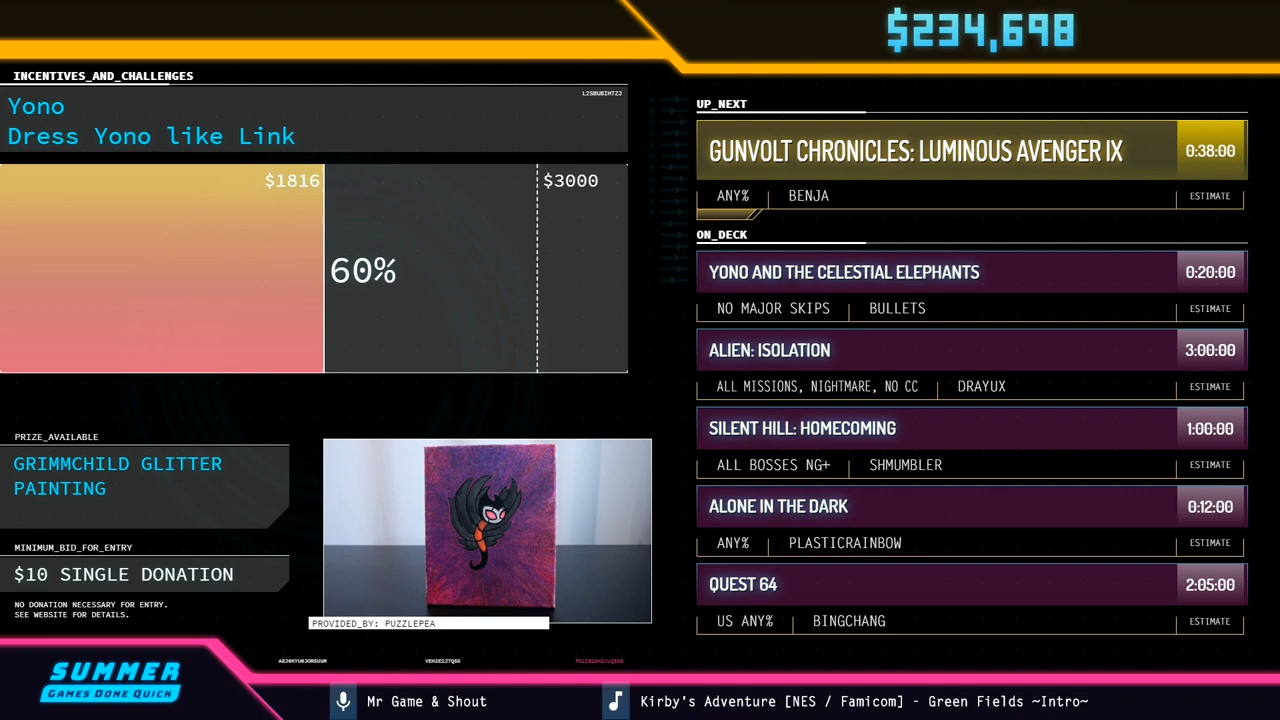 $234,698
INCENTIVES_AND_CHALLENGES
Yono
Dress Yono like Link
$1816
$3000
60%
PRIZE_AVAILABLE
GRIMMCHILD GLITTER
PAINTING
MINIMUM_BID_FOR_ENTRY
$10 SINGLE DONATION
NO DONATION NECESSARY FOR ENTRY.
SEE WEBSITE FOR DETAILS.
PROVIDED_BY: PUZZLEPEA
UP_NEXT
GUNVOLT CHRONICLES: LUMINOUS AVENGER IX
0:38:00
ANY%
BENJA
ESTIMATE
ON_DECK
YONO AND THE CELESTIAL ELEPHANTS
0:20:00
NO MAJOR SKIPS
BULLETS
ESTIMATE
ALIEN: ISOLATION
3:00:00
ALL MISSIONS, NIGHTMARE, NO CC
DRAYUX
ESTIMATE
SILENT HILL: HOMECOMING
1:00:00
ALL BOSSES NG+
SHMUMBLER
ESTIMATE
ALONE IN THE DARK
0:12:00
ANY%
PLASTICRAINBOW
ESTIMATE
QUEST 64
2:05:00
US ANY%
BINGCHANG
ESTIMATE
SUMMER
GAMES DONE QUICK
Mr Game & Shout
Kirby's Adventure [NES / Famicom] - Green Fields ~Intro~